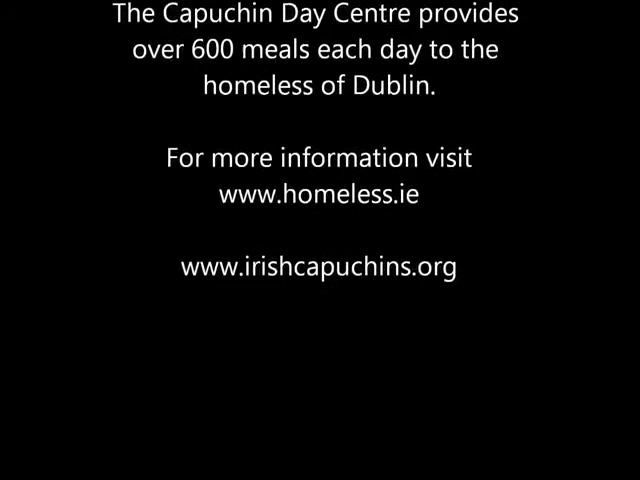 The Capuchin Day Centre provides
over 600 meals each day to the
homeless of Dublin.
For more information visit
www.homeless.ie
www.irishcapuchins.org